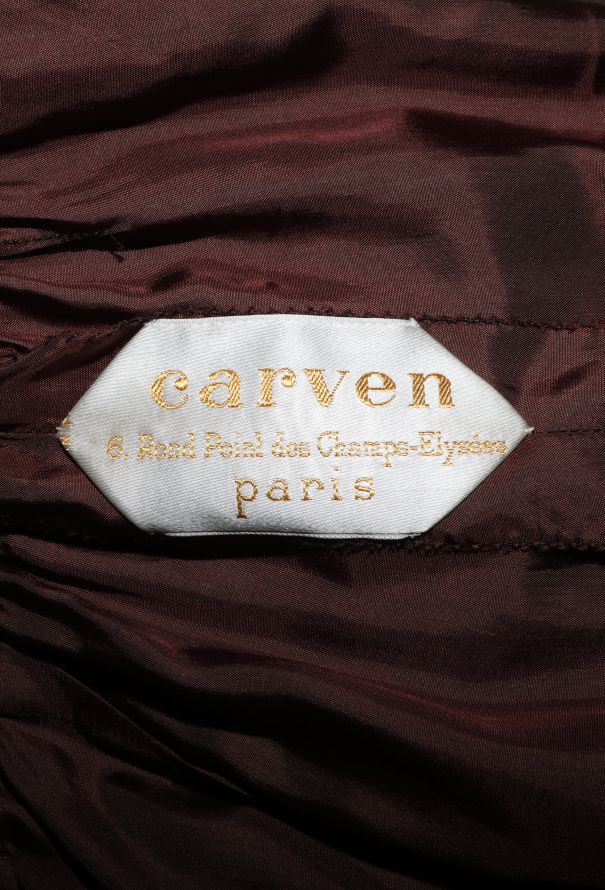 carven
6. Rond Point des Champs-Elysées
paris